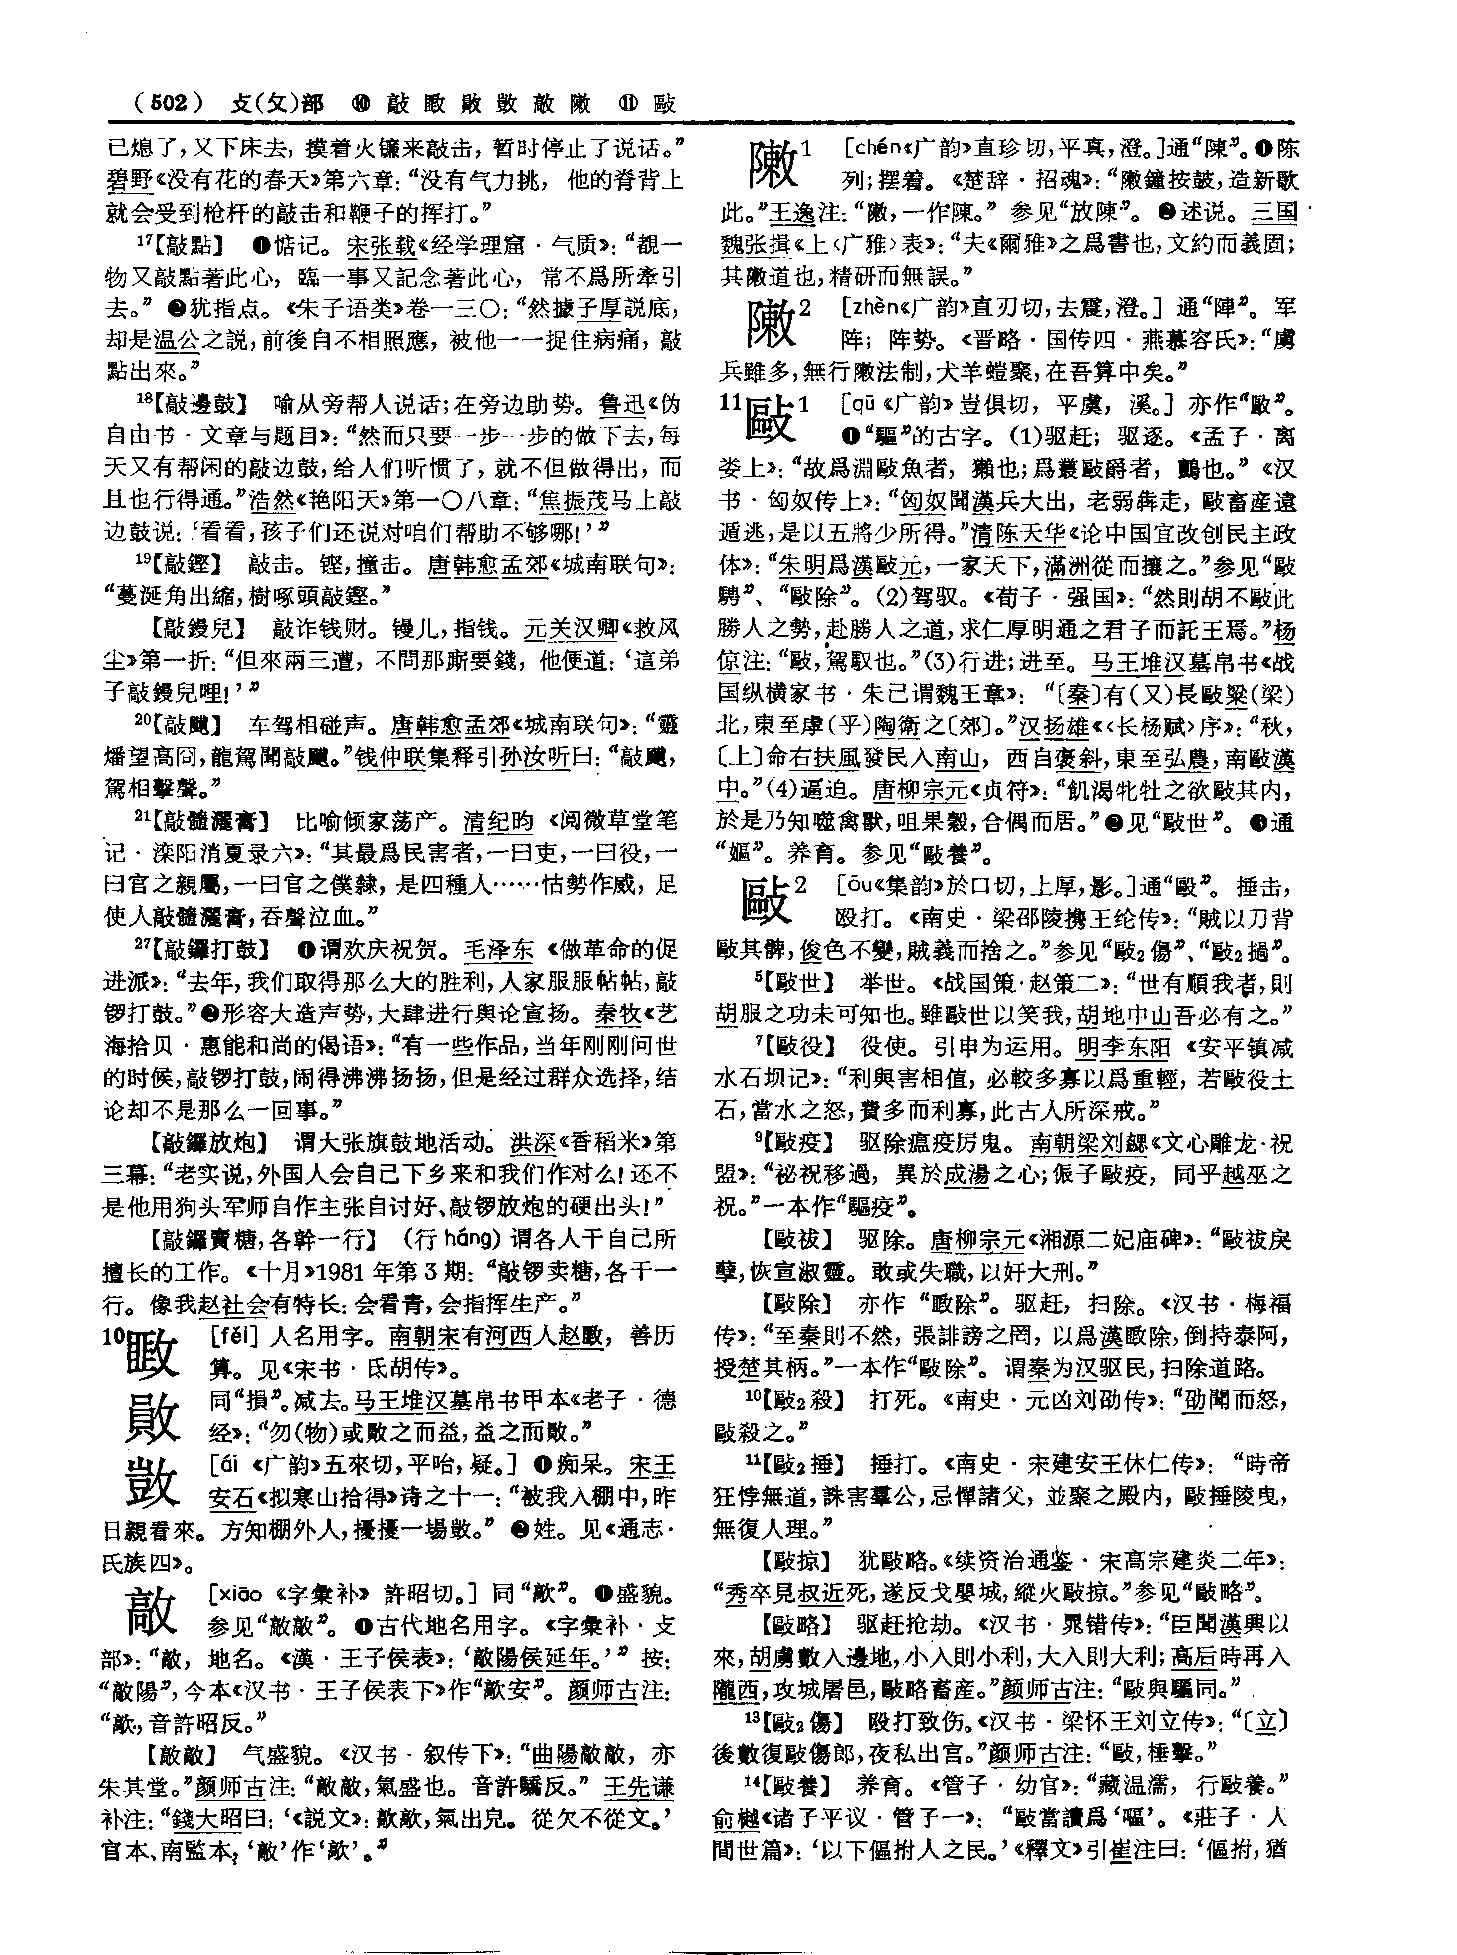 (502) 攴(攵)部 ⑩ 敲 敯 敻 敳 敿 敶 ⑪ 敺
已熄了,又下床去,摸着火镰来敲击,暂时停止了说话。”
碧野《没有花的春天》第六章:“没有气力挑,他的脊背上
就会受到枪杆的敲击和鞭子的挥打。”
17【敲點】 ❶惦记。宋张载《经学理窟·气质》:“覩一
物又敲點著此心,臨一事又記念著此心,常不爲所牽引
去。” ❷犹指点。《朱子语类》卷一三〇:“然據子厚説底,
却是温公之説,前後自不相照應,被他一一捉住病痛,敲
點出來。”
18【敲邊鼓】 喻从旁帮人说话;在旁边助势。鲁迅《伪
自由书·文章与题目》:“然而只要一步一步的做下去,每
天又有帮闲的敲边鼓,给人们听惯了,就不但做得出,而
且也行得通。”浩然《艳阳天》第一〇八章:“焦振茂马上敲
边鼓说:‘看看,孩子们还说对咱们帮助不够哪!’”
19【敲鏗】 敲击。铿,撞击。唐韩愈孟郊《城南联句》:
“蔓涎角出縮,樹啄頭敲鏗。”
【敲鏝兒】 敲诈钱财。镘儿,指钱。元关汉卿《救风
尘》第一折:“但來兩三遭,不問那厮要錢,他便道:‘這弟
子敲鏝兒哩!’”
20【敲䫻】 车驾相碰声。唐韩愈孟郊《城南联句》:“靈
燔望高冏,龍駕聞敲䫻。”钱仲联集释引孙汝听曰:“敲䫻,
駕相擊聲。”
21【敲髓灑膏】 比喻倾家荡产。清纪昀《阅微草堂笔
记·滦阳消夏录六》:“其最爲民害者,一曰吏,一曰役,一
曰官之親屬,一曰官之僕隸,是四種人……怙勢作威,足
使人敲髓灑膏,吞聲泣血。”
27【敲鑼打鼓】 ❶谓欢庆祝贺。毛泽东《做革命的促
进派》:“去年,我们取得那么大的胜利,人家服服帖帖,敲
锣打鼓。”❷形容大造声势,大肆进行舆论宣扬。秦牧《艺
海拾贝·惠能和尚的偈语》:“有一些作品,当年刚刚问世
的时候,敲锣打鼓,闹得沸沸扬扬,但是经过群众选择,结
论却不是那么一回事。”
【敲鑼放炮】 谓大张旗鼓地活动。洪深《香稻米》第
三幕:“老实说,外国人会自己下乡来和我们作对么!还不
是他用狗头军师自作主张自讨好、敲锣放炮的硬出头!”
【敲鑼賣糖,各幹一行】 (行háng)谓各人干自己所
擅长的工作。《十月》1981年第3期:“敲锣卖糖,各干一
行。像我赵社会有特长:会看青,会指挥生产。”
10 [fěi] 人名用字。南朝宋有河西人赵,善历
算。见《宋书·氐胡传》。
同“損”。减去。马王堆汉墓帛书甲本《老子·德
经》:“勿(物)或敗之而益,益之而敗。”
敳 [ái《广韵》五來切,平咍,疑。] ❶痴呆。宋王
安石《拟寒山拾得》诗之十一:“被我入棚中,昨
日親看來。方知棚外人,擾擾一場敳。” ❷姓。见《通志·
氏族四》。
[xiāo《字彙补》許昭切。]同“歊”。❶盛貌。
参见“敽敽”。❶古代地名用字。《字彙补·攴
部》:“敽,地名。《漢·王子侯表》:‘敽陽侯延年。’”按:
“敽陽”,今本《汉书·王子侯表下》作“歊安”。颜师古注:
“歊,音許昭反。”
【敽敽】 气盛貌。《汉书·叙传下》:“曲陽敽敽,亦
朱其堂。”颜师古注:“敽敽,氣盛也。音許驕反。”王先谦
补注:“錢大昭曰:‘《説文》:歊歊,氣出皃。從欠不從文。’
官本、南監本,‘敽’作‘歊’。”
敶1 [chén《广韵》直珍切,平真,澄。]通“陳”。❶陈
列;摆着。《楚辞·招魂》:“敶鐘按鼓,造新歌
此。”王逸注:“敶,一作陳。”参见“放陳”。❷述说。三国
魏张揖《上〈广雅〉表》:“夫《爾雅》之爲書也,文約而義固;
其敶道也,精研而無誤。”
敶2 [zhèn《广韵》直刃切,去震,澄。] 通“陣”。军
阵;阵势。《晋略·国传四·燕慕容氏》:“虜
兵雖多,無行敶法制,犬羊螘聚,在吾算中矣。”
11敺1 [qū《广韵》豈俱切,平虞,溪。] 亦作“敺”。
❶“驅”的古字。(1)驱赶;驱逐。《孟子·离
娄上》:“故爲淵敺魚者,獺也;爲叢敺爵者,鸇也。”《汉
书·匈奴传上》:“匈奴聞漢兵大出,老弱犇走,敺畜産遠
遁逃,是以五將少所得。”清陈天华《论中国宜改创民主政
体》:“朱明爲漢敺元,一家天下,滿洲從而攘之。”参见“敺
騁”、“敺除”。(2)驾驭。《荀子·强国》:“然則胡不敺此
勝人之勢,赴勝人之道,求仁厚明通之君子而託王焉。”杨
倞注:“敺,駕馭也。”(3)行进;进至。马王堆汉墓帛书《战
国纵横家书·朱己谓魏王章》:“〔秦〕有(又)長敺粱(梁)
北,東至虖(乎)陶衛之〔郊〕。”汉扬雄《〈长杨赋〉序》:“秋,
〔上〕命右扶風發民入南山,西自褒斜,東至弘農,南敺漢
中。”(4)逼迫。唐柳宗元《贞符》:“飢渴牝牡之欲敺其内,
於是乃知噬禽獸,咀果穀,合偶而居。”❷见“敺世”。❸通
“嫗”。养育。参见“敺養”。
敺2 [ōu《集韵》於口切,上厚,影。]通“毆”。捶击,
殴打。《南史·梁邵陵携王纶传》:“賊以刀背
敺其髀,俊色不變,賊義而捨之。”参见“敺2傷”、“敺2撾”。
5【敺世】 举世。《战国策·赵策二》:“世有順我者,則
胡服之功未可知也。雖敺世以笑我,胡地中山吾必有之。”
7【敺役】 役使。引申为运用。明李东阳《安平镇减
水石坝记》:“利與害相值,必較多寡以爲重輕,若敺役土
石,當水之怒,費多而利寡,此古人所深戒。”
9【敺疫】 驱除瘟疫厉鬼。南朝梁刘勰《文心雕龙·祝
盟》:“祕祝移過,異於成湯之心;侲子敺疫,同乎越巫之
祝。”一本作“驅疫”。
【敺祓】 驱除。唐柳宗元《湘源二妃庙碑》:“敺祓戾
孽,恢宣淑靈。敢或失職,以奸大刑。”
【敺除】 亦作“敺除”。驱赶,扫除。《汉书·梅福
传》:“至秦則不然,張誹謗之罔,以爲漢敺除,倒持泰阿,
授楚其柄。”一本作“敺除”。谓秦为汉驱民,扫除道路。
10【敺2殺】 打死。《南史·元凶刘劭传》:“劭聞而怒,
敺殺之。”
11【敺2捶】 捶打。《南史·宋建安王休仁传》:“時帝
狂悖無道,誅害羣公,忌憚諸父,並聚之殿内,敺捶陵曳,
無復人理。”
【敺掠】 犹敺略。《续资治通鉴·宋高宗建炎二年》:
“秀卒見叔近死,遂反戈嬰城,縱火敺掠。”参见“敺略”。
【敺略】 驱赶抢劫。《汉书·晁错传》:“臣聞漢興以
來,胡虜數入邊地,小入則小利,大入則大利;高后時再入
隴西,攻城屠邑,敺略畜産。”颜师古注:“敺與驅同。”
13【敺2傷】 殴打致伤。《汉书·梁怀王刘立传》:“〔立〕
後數復敺傷郎,夜私出宫。”颜师古注:“敺,棰擊。”
14【敺養】 养育。《管子·幼官》:“藏温濡,行敺養。”
俞樾《诸子平议·管子一》:“敺當讀爲‘嘔’。《莊子·人
間世篇》:‘以下傴拊人之民。’《釋文》引崔注曰:‘傴拊,猶